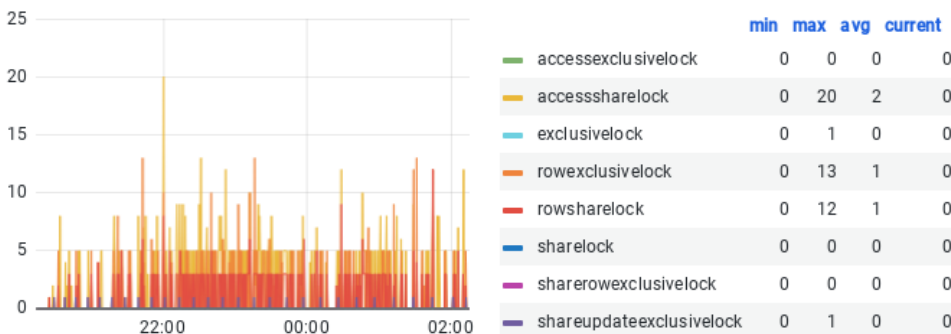 25
20
15
10
5
0
22:00 00:00 02:00
min max avg current
accessexclusivelock 0 0 0 0
accesssharelock 0 20 2 0
exclusivelock 0 1 0 0
rowexclusivelock 0 13 1 0
rowsharelock 0 12 1 0
sharelock 0 0 0 0
sharerowexclusivelock 0 0 0 0
shareupdateexclusivelock 0 1 0 0